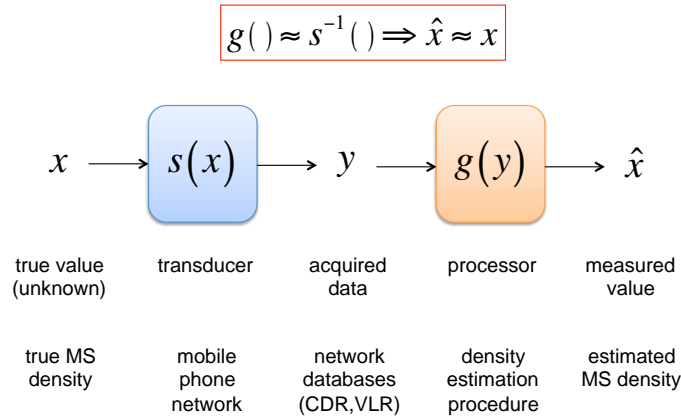 g( ) ≈ s⁻¹( ) ⇒ x̂ ≈ x
x s(x) y g(y) x̂
true value transducer acquired processor measured
(unknown) data value
true MS mobile network density estimated
density phone databases estimation MS density
network (CDR,VLR) procedure